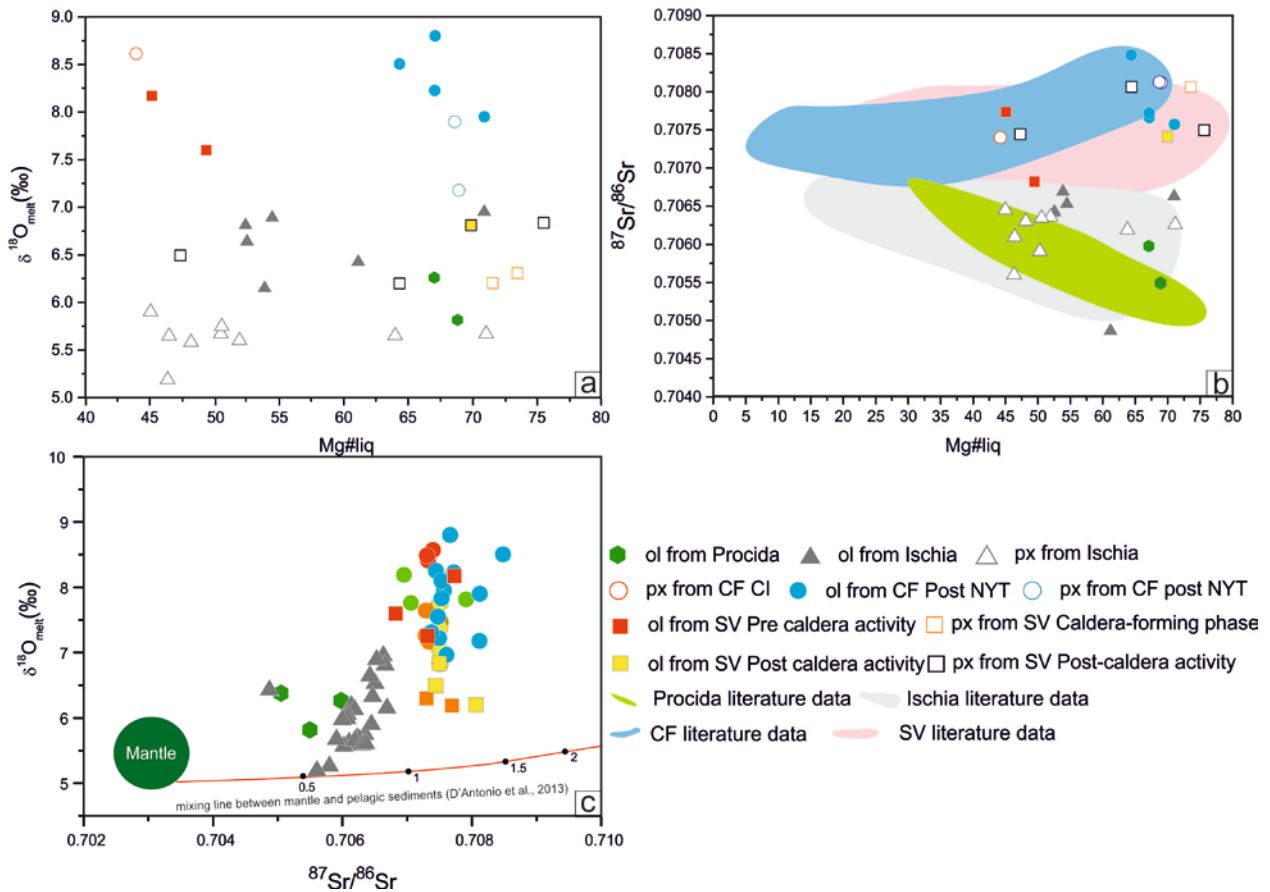 9.0
8.5
8.0
7.5
7.0
6.5
6.0
5.5
5.0
δ 18Omelt(‰)
40 45 50 55 60 65 70 75 80
Mg#liq
a
0.7090
0.7085
0.7080
0.7075
0.7070
0.7065
0.7060
0.7055
0.7050
0.7045
0.7040
87Sr/86Sr
0 5 10 15 20 25 30 35 40 45 50 55 60 65 70 75 80
Mg#liq
b
10
9
8
7
6
5
δ 18Omelt(‰)
Mantle
0.5 1 1.5 2
mixing line between mantle and pelagic sediments (D'Antonio et al., 2013)
c
0.702 0.704 0.706 0.708 0.710
87Sr/86Sr
ol from Procida ol from Ischia px from Ischia
px from CF CI ol from CF Post NYT px from CF post NYT
ol from SV Pre caldera activity px from SV Caldera-forming phase
ol from SV Post caldera activity px from SV Post-caldera activity
Procida literature data Ischia literature data
CF literature data SV literature data